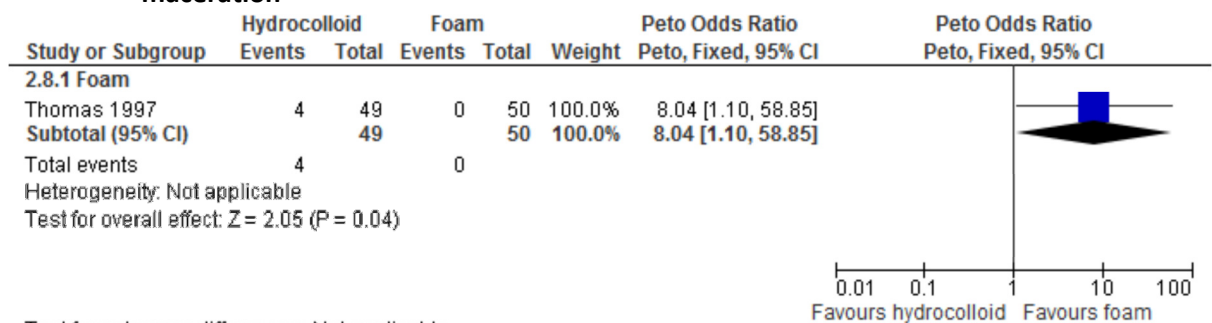 maceration
Hydrocolloid Foam Peto Odds Ratio Peto Odds Ratio
Study or Subgroup Events Total Events Total Weight Peto, Fixed, 95% CI Peto, Fixed, 95% CI
2.8.1 Foam
Thomas 1997 4 49 0 50 100.0% 8.04 [1.10, 58.85]
Subtotal (95% CI) 49 50 100.0% 8.04 [1.10, 58.85]
Total events 4 0
Heterogeneity: Not applicable
Test for overall effect: Z = 2.05 (P = 0.04)
0.01 0.1 1 10 100
Favours hydrocolloid Favours foam